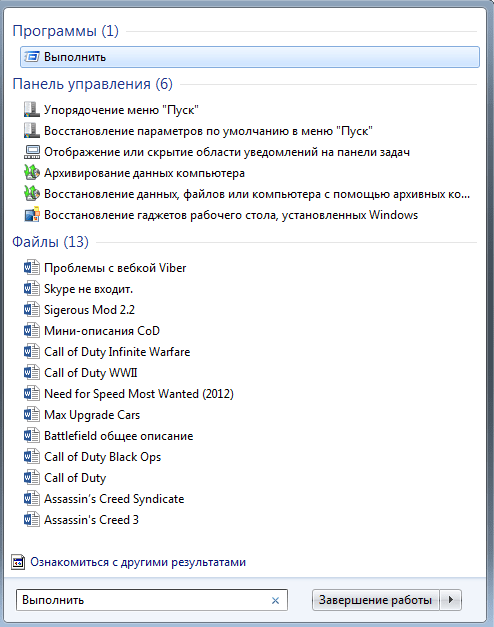 Программы (1)
Выполнить
Панель управления (6)
Упорядочение меню "Пуск"
Восстановление параметров по умолчанию в меню "Пуск"
Отображение или скрытие области уведомлений на панели задач
Архивирование данных компьютера
Восстановление данных, файлов или компьютера с помощью архивных ко...
Восстановление гаджетов рабочего стола, установленных Windows
Файлы (13)
Проблемы с вебкой Viber
Skype не входит.
Sigerous Mod 2.2
Мини-описания CoD
Call of Duty Infinite Warfare
Call of Duty WWII
Need for Speed Most Wanted (2012)
Max Upgrade Cars
Battlefield общее описание
Call of Duty Black Ops
Call of Duty
Assassin's Creed Syndicate
Assassin's Creed 3
Ознакомиться с другими результатами
Выполнить
Завершение работы